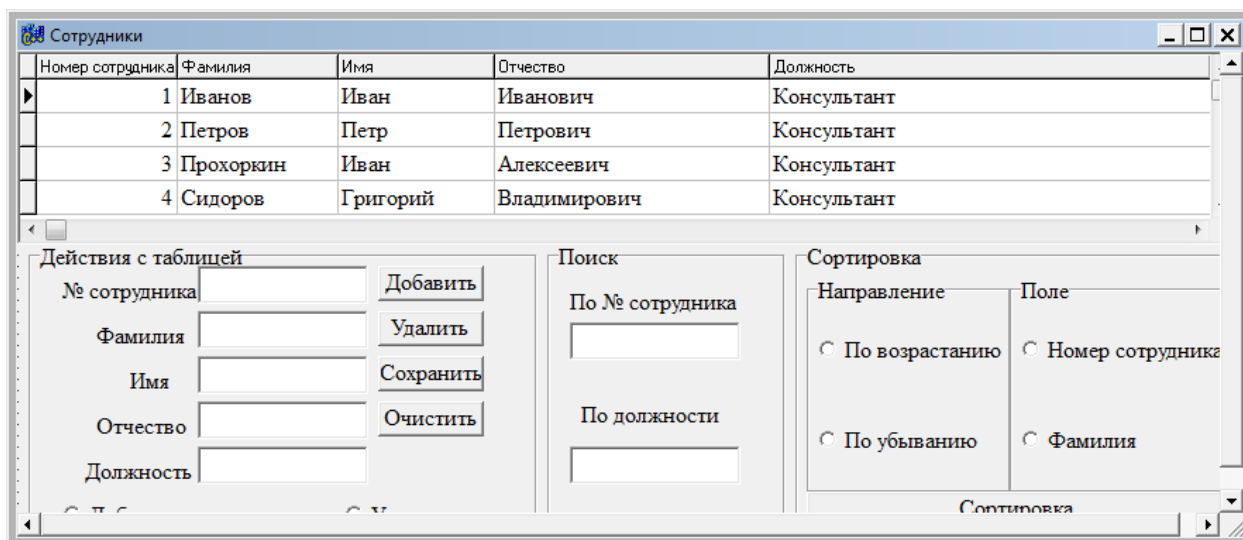 Сотрудники
Номер сотрудника Фамилия Имя Отчество Должность
1 Иванов Иван Иванович Консультант
2 Петров Петр Петрович Консультант
3 Прохоркин Иван Алексеевич Консультант
4 Сидоров Григорий Владимирович Консультант
Действия с таблицей
№ сотрудника Добавить
Фамилия Удалить
Имя Сохранить
Отчество Очистить
Должность
Поиск
По № сотрудника
По должности
Сортировка
Направление
По возрастанию
По убыванию
Поле
Номер сотрудника
Фамилия
Сортировка